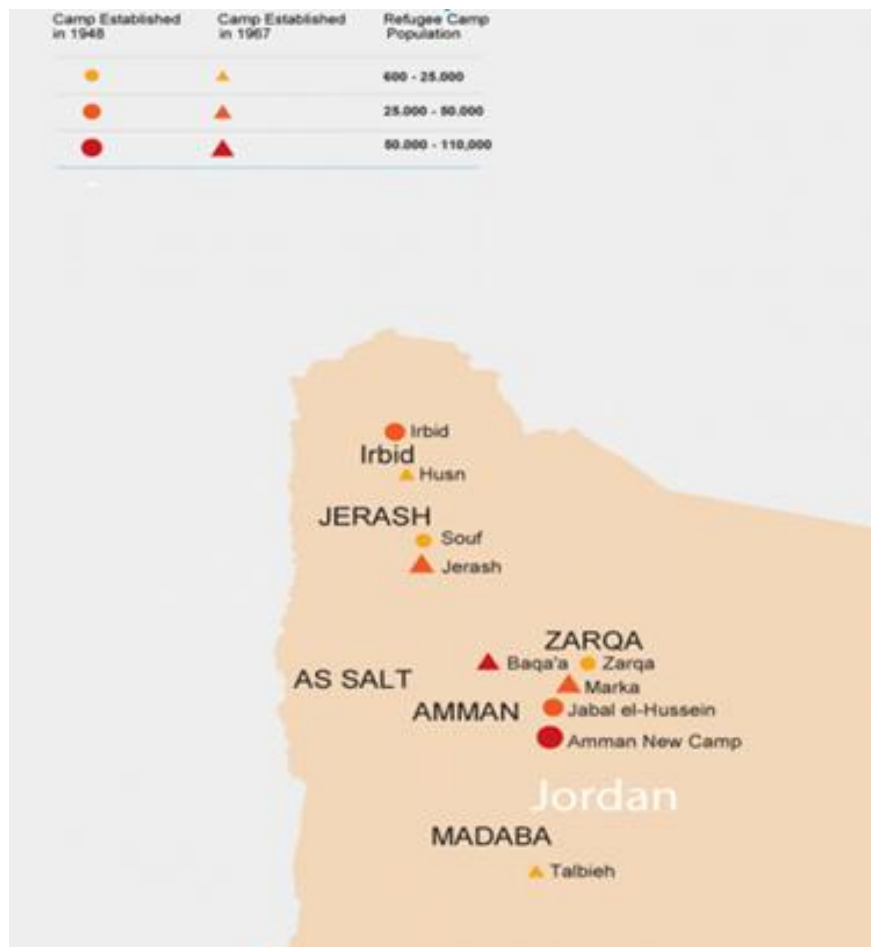 Camp Established in 1948
Camp Established in 1967
Refugee Camp Population
600 - 25.000
25.000 - 50.000
50.000 - 110,000
Irbid
Irbid
Husn
JERASH
Souf
Jerash
ZARQA
Baqa'a
Zarqa
AS SALT
Marka
AMMAN
Jabal el-Hussein
Amman New Camp
Jordan
MADABA
Talbieh